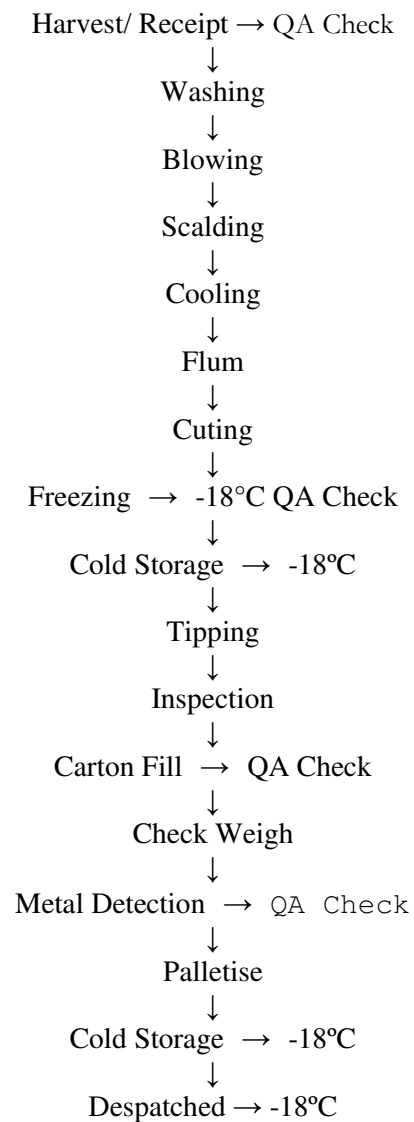 Harvest/ Receipt → QA Check
↓
Washing
↓
Blowing
↓
Scalding
↓
Cooling
↓
Flum
↓
Cuting
↓
Freezing → -18°C QA Check
↓
Cold Storage → -18ºC
↓
Tipping
↓
Inspection
↓
Carton Fill → QA Check
↓
Check Weigh
↓
Metal Detection → QA Check
↓
Palletise
↓
Cold Storage → -18ºC
↓
Despatched → -18ºC